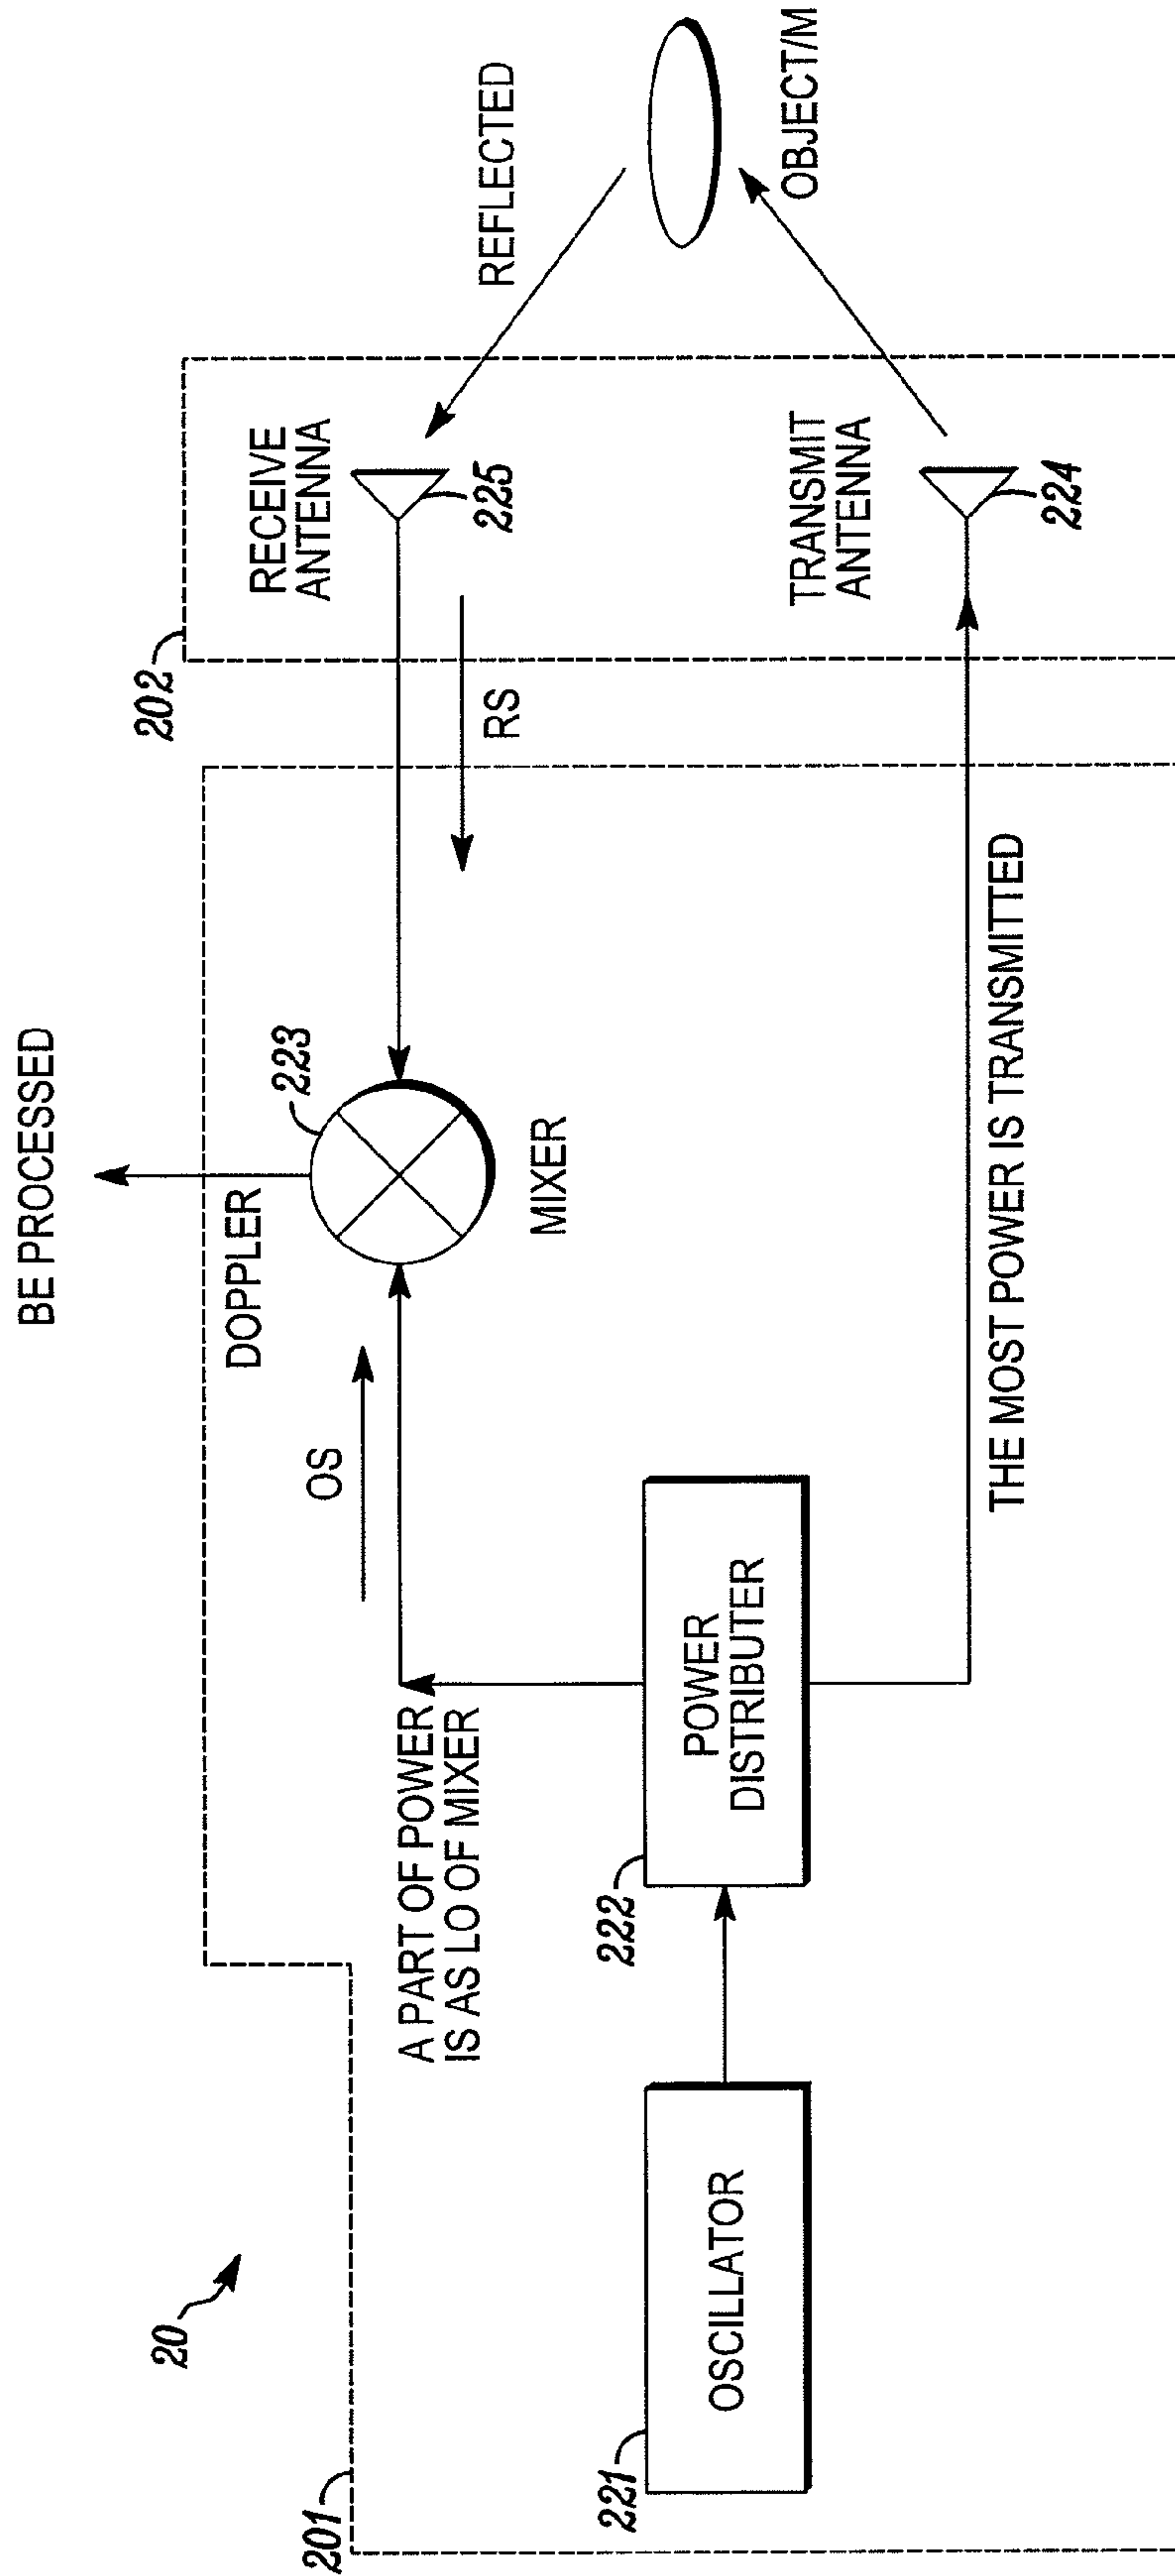 BE PROCESSED
20
201
202
DOPPLER
223
OS
MIXER
RS
RECEIVE
ANTENNA
225
REFLECTED
A PART OF POWER
IS AS LO OF MIXER
221
OSCILLATOR
222
POWER
DISTRIBUTER
THE MOST POWER IS TRANSMITTED
TRANSMIT
ANTENNA
224
OBJECT/M